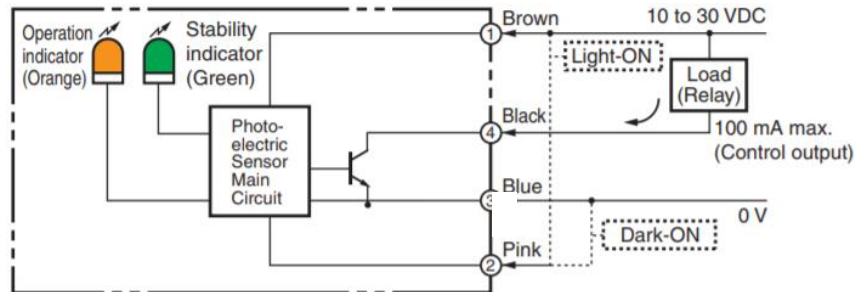 Operation
indicator
(Orange)
Stability
indicator
(Green)
Photo-
electric
Sensor
Main
Circuit
1
Brown
10 to 30 VDC
Light-ON
Load
(Relay)
4
Black
100 mA max.
(Control output)
3
Blue
0 V
Dark-ON
2
Pink